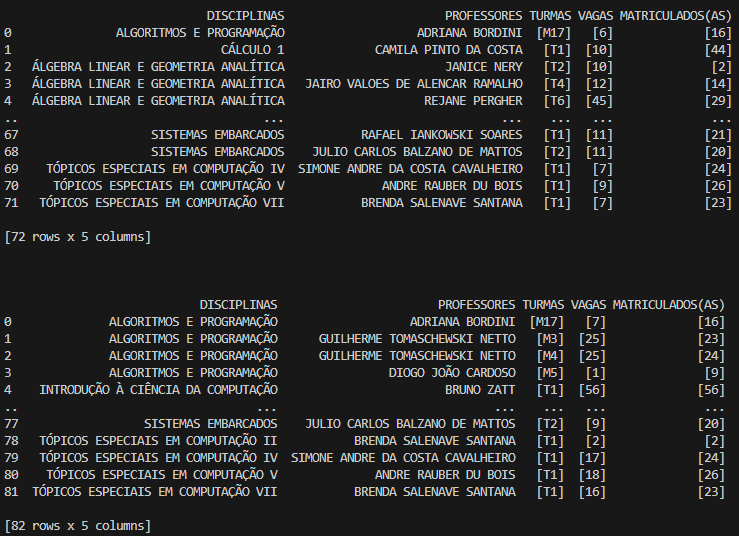 DISCIPLINAS PROFESSORES TURMAS VAGAS MATRICULADOS(AS)
0 ALGORITMOS E PROGRAMAÇÃO ADRIANA BORDINI [M17] [6] [16]
1 CÁLCULO 1 CAMILA PINTO DA COSTA [T1] [10] [44]
2 ÁLGEBRA LINEAR E GEOMETRIA ANALÍTICA JANICE NERY [T2] [10] [2]
3 ÁLGEBRA LINEAR E GEOMETRIA ANALÍTICA JAIRO VALOES DE ALENCAR RAMALHO [T4] [12] [14]
4 ÁLGEBRA LINEAR E GEOMETRIA ANALÍTICA REJANE PERGHER [T6] [45] [29]
.. ... ... ... ... ...
67 SISTEMAS EMBARCADOS RAFAEL IANKOWSKI SOARES [T1] [11] [21]
68 SISTEMAS EMBARCADOS JULIO CARLOS BALZANO DE MATTOS [T2] [11] [20]
69 TÓPICOS ESPECIAIS EM COMPUTAÇÃO IV SIMONE ANDRE DA COSTA CAVALHEIRO [T1] [7] [24]
70 TÓPICOS ESPECIAIS EM COMPUTAÇÃO V ANDRE RAUBER DU BOIS [T1] [9] [26]
71 TÓPICOS ESPECIAIS EM COMPUTAÇÃO VII BRENDA SALENAVE SANTANA [T1] [7] [23]
[72 rows x 5 columns]
DISCIPLINAS PROFESSORES TURMAS VAGAS MATRICULADOS(AS)
0 ALGORITMOS E PROGRAMAÇÃO ADRIANA BORDINI [M17] [7] [16]
1 ALGORITMOS E PROGRAMAÇÃO GUILHERME TOMASCHEWSKI NETTO [M3] [25] [23]
2 ALGORITMOS E PROGRAMAÇÃO GUILHERME TOMASCHEWSKI NETTO [M4] [25] [24]
3 ALGORITMOS E PROGRAMAÇÃO DIOGO JOÃO CARDOSO [M5] [1] [9]
4 INTRODUÇÃO À CIÊNCIA DA COMPUTAÇÃO BRUNO ZATT [T1] [56] [56]
.. ... ... ... ... ...
77 SISTEMAS EMBARCADOS JULIO CARLOS BALZANO DE MATTOS [T2] [9] [20]
78 TÓPICOS ESPECIAIS EM COMPUTAÇÃO II BRENDA SALENAVE SANTANA [T1] [2] [2]
79 TÓPICOS ESPECIAIS EM COMPUTAÇÃO IV SIMONE ANDRE DA COSTA CAVALHEIRO [T1] [17] [24]
80 TÓPICOS ESPECIAIS EM COMPUTAÇÃO V ANDRE RAUBER DU BOIS [T1] [18] [26]
81 TÓPICOS ESPECIAIS EM COMPUTAÇÃO VII BRENDA SALENAVE SANTANA [T1] [16] [23]
[82 rows x 5 columns]